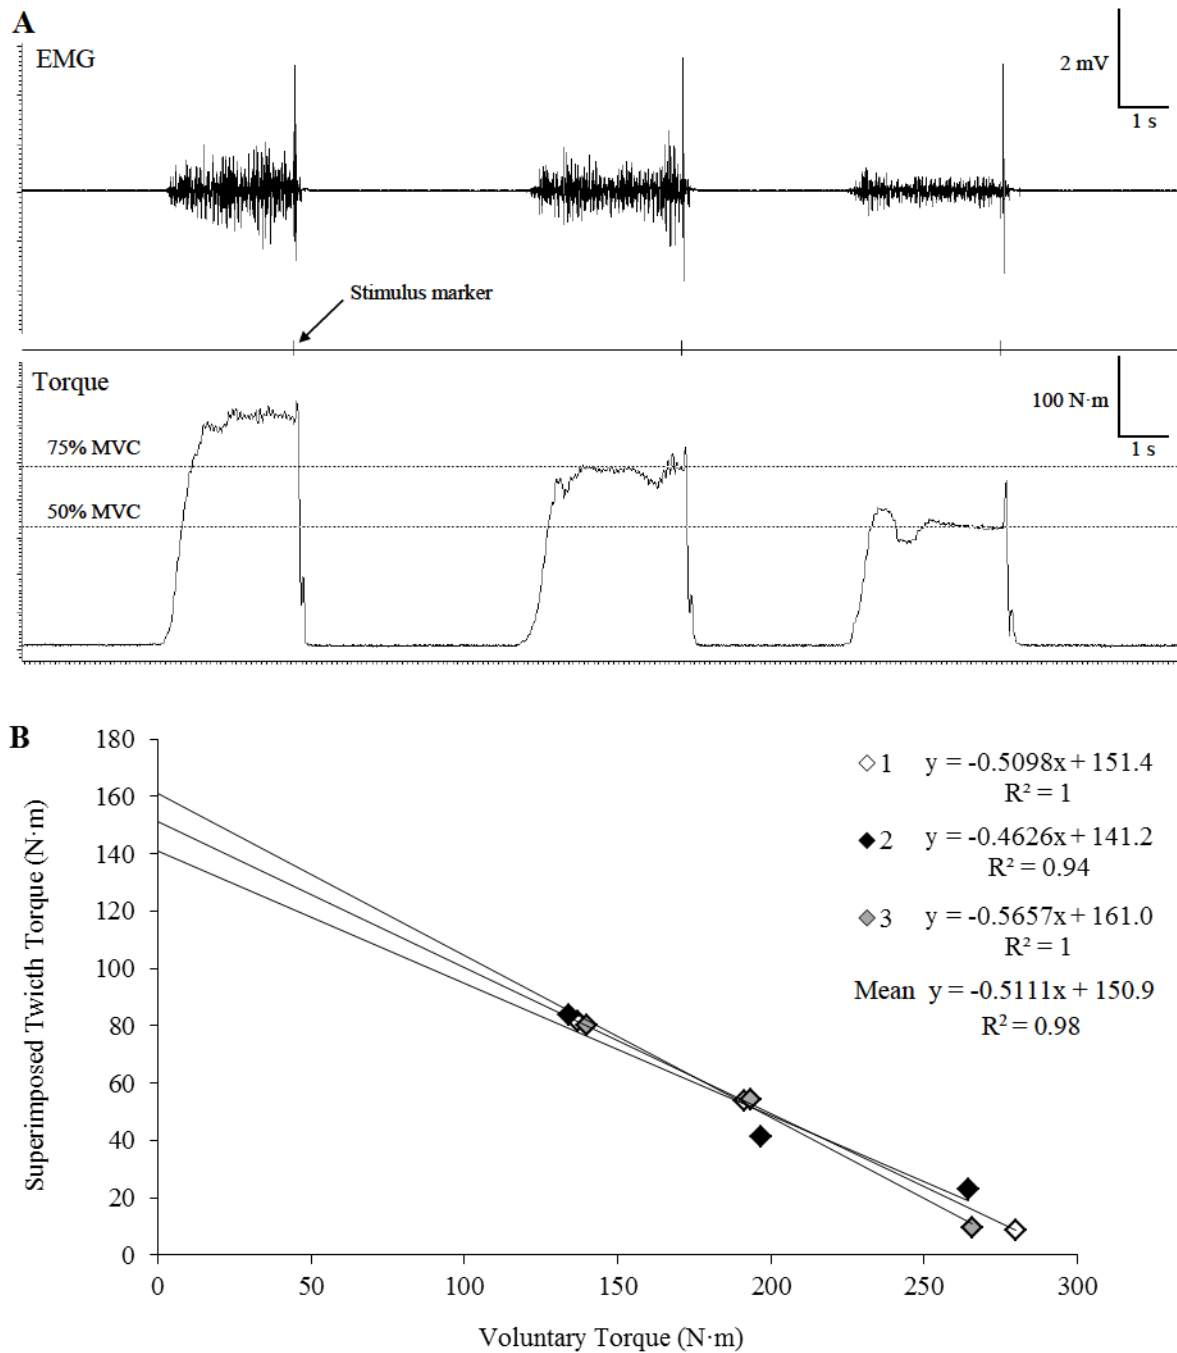 A
EMG
2 mV
1 s
Stimulus marker
Torque
100 N·m
1 s
75% MVC
50% MVC
B
180
160
140
120
100
80
60
40
20
0
Superimposed Twicth Torque (N·m)
1 y = -0.5098x + 151.4
R² = 1
2 y = -0.4626x + 141.2
R² = 0.94
3 y = -0.5657x + 161.0
R² = 1
Mean y = -0.5111x + 150.9
R² = 0.98
0 50 100 150 200 250 300
Voluntary Torque (N·m)